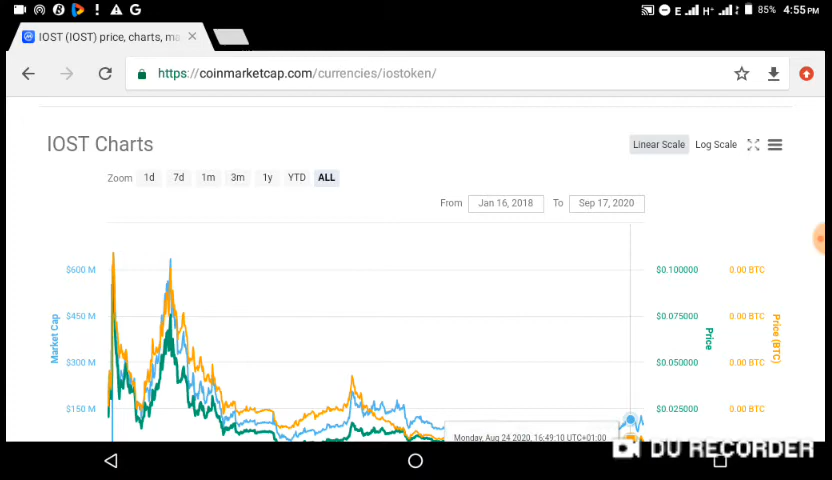 E H+ 85% 4:55PM
IOST (IOST) price, charts, ma
https://coinmarketcap.com/currencies/iostoken/
IOST Charts
Linear Scale Log Scale
Zoom 1d 7d 1m 3m 1y YTD ALL
From Jan 16, 2018 To Sep 17, 2020
$600 M $0.100000 0.00 BTC
$450 M $0.075000 0.00 BTC
$300 M $0.050000 0.00 BTC
$150 M $0.025000 0.00 BTC
Market Cap
Price
Price (BTC)
Monday, Aug 24 2020, 16:49:10 UTC+01:00
DU RECORDER